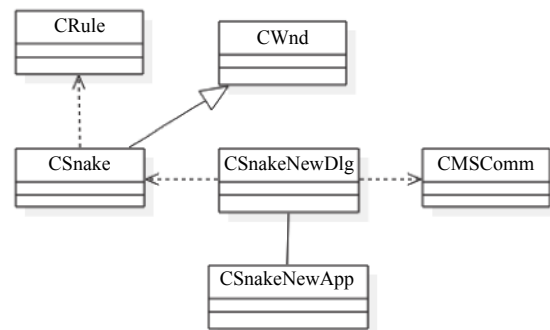 CRule
CWnd
CSnake
CSnakeNewDlg
CMSComm
CSnakeNewApp